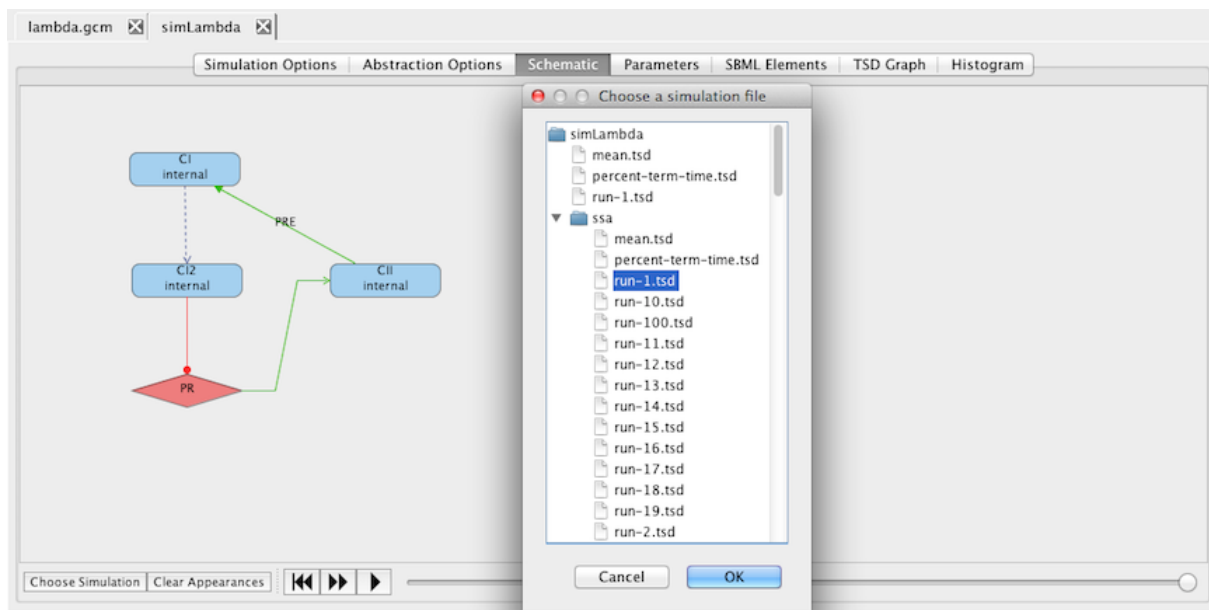 lambda.gcm simLambda
Simulation Options Abstraction Options Schematic Parameters SBML Elements TSD Graph Histogram
CI
internal
PRE
CI2
internal
CII
internal
PR
Choose a simulation file
simLambda
mean.tsd
percent-term-time.tsd
run-1.tsd
ssa
mean.tsd
percent-term-time.tsd
run-1.tsd
run-10.tsd
run-100.tsd
run-11.tsd
run-12.tsd
run-13.tsd
run-14.tsd
run-15.tsd
run-16.tsd
run-17.tsd
run-18.tsd
run-19.tsd
run-2.tsd
Cancel OK
Choose Simulation Clear Appearances